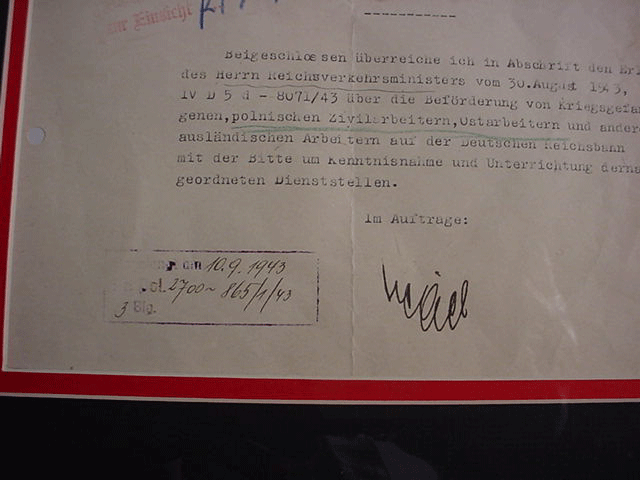 zur Einsicht
-----------
Beigeschlossen überreiche ich in Abschrift den Erl
des Herrn Reichsverkehrsministers vom 30.August 1943,
IV D 5 d - 8071/43 über die Beförderung von Kriegsgefan
genen,polnischen Zivilarbeitern,Ostarbeitern und ander
ausländischen Arbeitern auf der Deutschen Reichsbahn
mit der Bitte um Kenntnisnahme und Unterrichtung
geordneten Dienststellen.
Im Auftrage:
am 10.9.1943
2700 865/1/43
3 Blg.